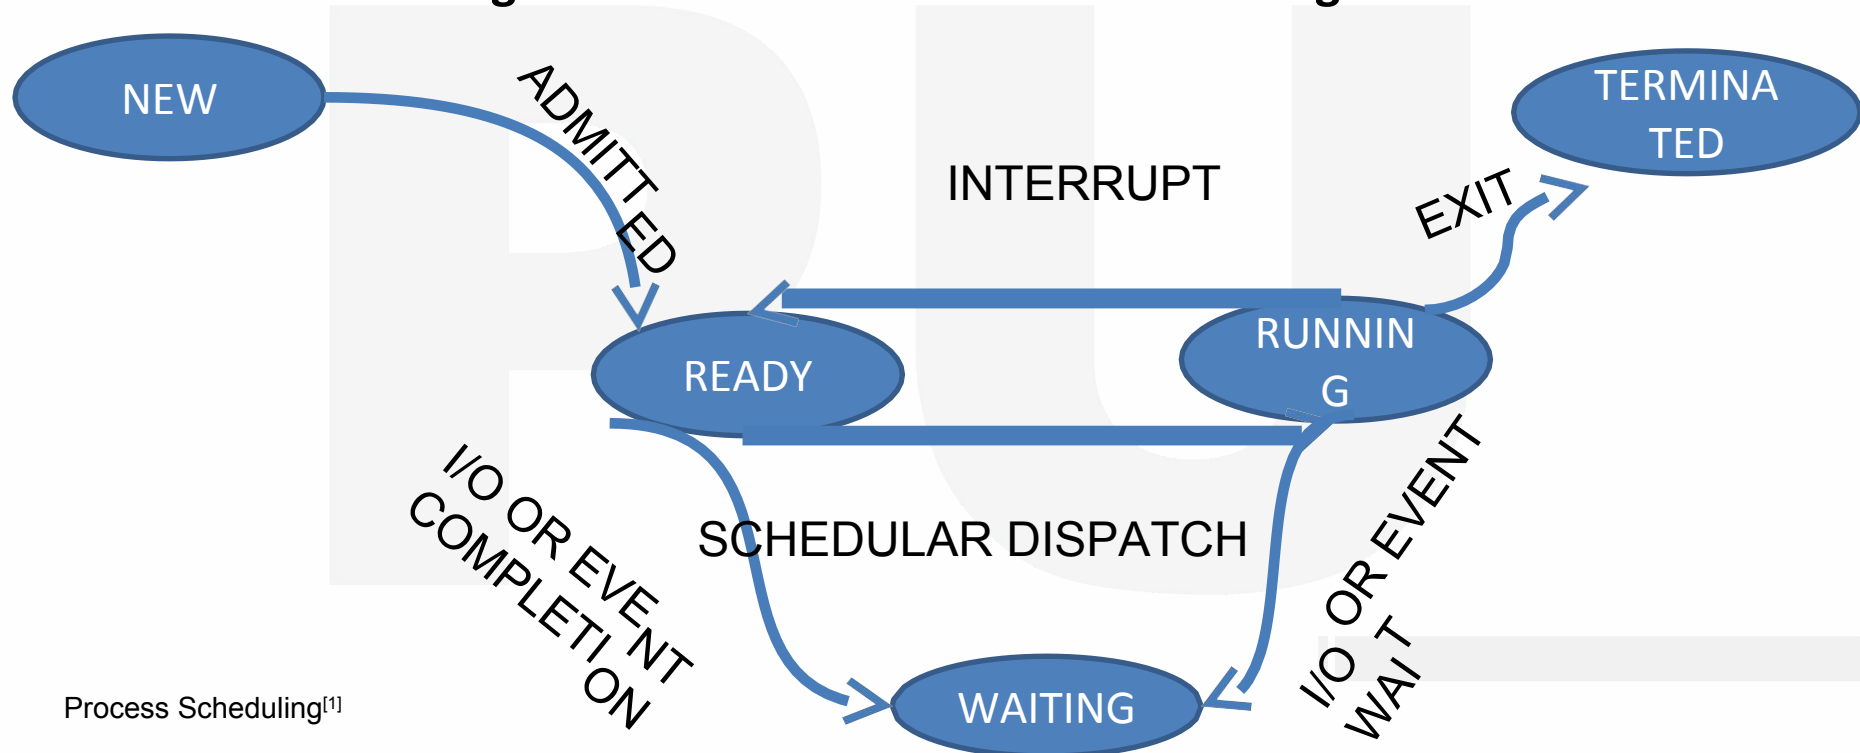 NEW
ADMITT
ED
INTERRUPT
EXIT
TERMINA
TED
READY
RUNNIN
G
I/O OR EVE NT
COMPLETI ON
SCHEDULAR DISPATCH
I/O OR EVENT
WAI T
WAITING
Process Scheduling[1]